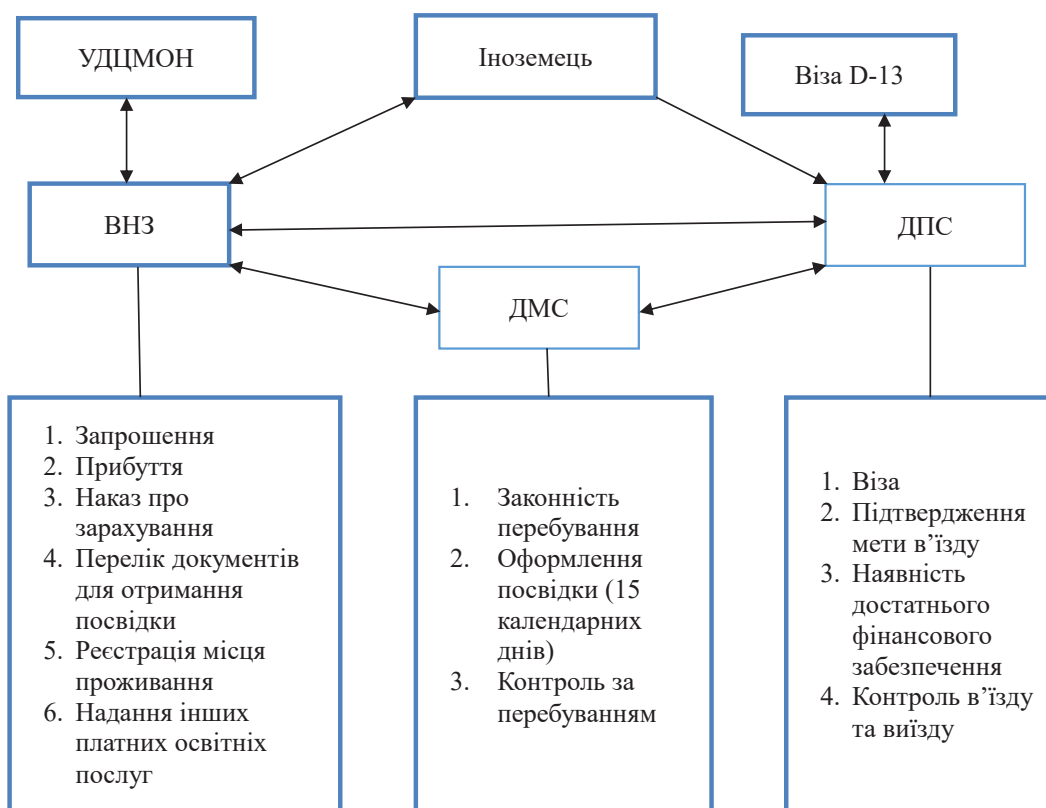 УДЦМОН
Іноземець
Віза D-13
ВНЗ
ДПС
ДМС
1. Запрошення
2. Прибуття
3. Наказ про
зарахування
4. Перелік документів
для отримання
посвідки
5. Реєстрація місця
проживання
6. Надання інших
платних освітніх
послуг
1. Законність
перебування
2. Оформлення
посвідки (15
календарних
днів)
3. Контроль за
перебуванням
1. Віза
2. Підтвердження
мети в’їзду
3. Наявність
достатнього
фінансового
забезпечення
4. Контроль в’їзду
та виїзду